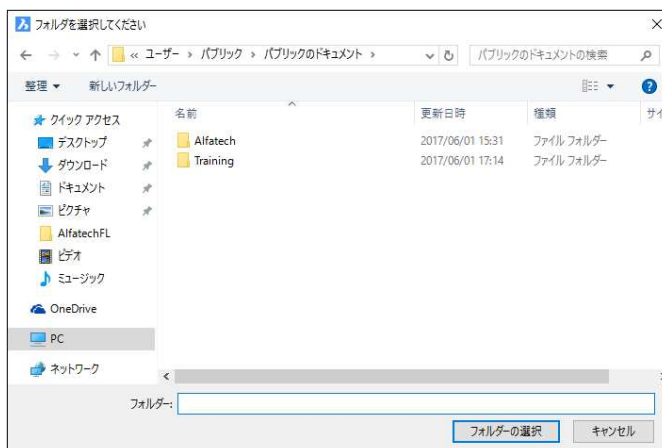 フォルダを選択してください
« ユーザー > パブリック > パブリックのドキュメント > パブリックのドキュメントの検索
整理 新しいフォルダー
名前 更新日時 種類 サイ
クイック アクセス
デスクトップ
ダウンロード
ドキュメント
ピクチャ
AlfatechFL
ビデオ
ミュージック
OneDrive
PC
ネットワーク
Alfatech 2017/06/01 15:31 ファイル フォルダー
Training 2017/06/01 17:14 ファイル フォルダー
フォルダー:
フォルダーの選択 キャンセル